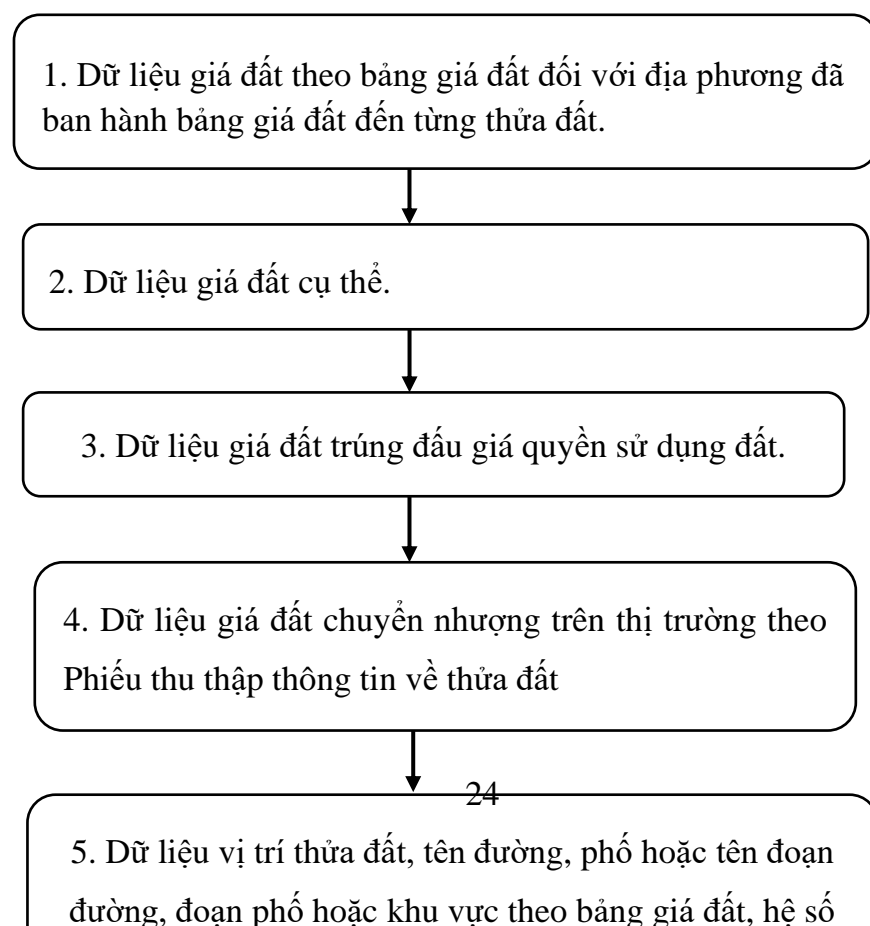 1. Dữ liệu giá đất theo bảng giá đất đối với địa phương đã
ban hành bảng giá đất đến từng thửa đất.
2. Dữ liệu giá đất cụ thể.
3. Dữ liệu giá đất trúng đấu giá quyền sử dụng đất.
4. Dữ liệu giá đất chuyển nhượng trên thị trường theo
Phiếu thu thập thông tin về thửa đất
24
5. Dữ liệu vị trí thửa đất, tên đường, phố hoặc tên đoạn
đường, đoạn phố hoặc khu vực theo bảng giá đất, hệ số